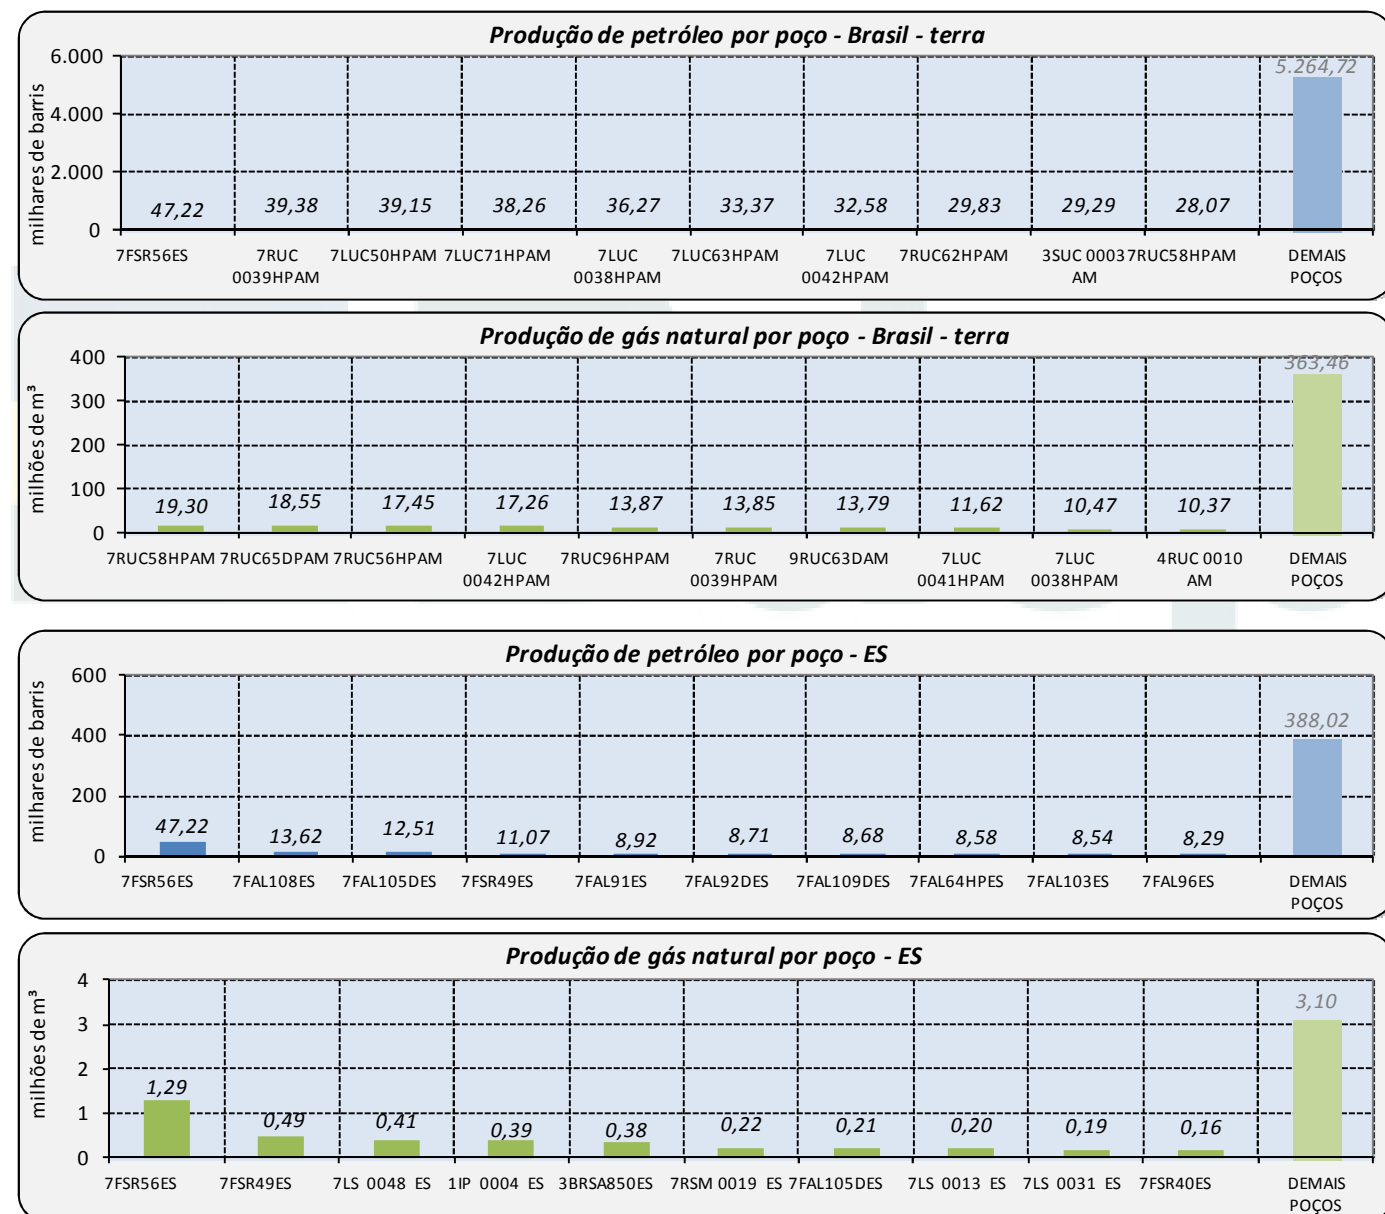 Produção de petróleo por poço - Brasil - terra
milhares de barris
6.000
4.000
2.000
0
47,22 39,38 39,15 38,26 36,27 33,37 32,58 29,83 29,29 28,07 5.264,72
7FSR56ES 7RUC 0039HPAM 7LUC50HPAM 7LUC71HPAM 7LUC 0038HPAM 7LUC63HPAM 7LUC 0042HPAM 7RUC62HPAM 3SUC 0003 AM 7RUC58HPAM DEMAIS POÇOS
Produção de gás natural por poço - Brasil - terra
milhões de m³
400
300
200
100
0
19,30 18,55 17,45 17,26 13,87 13,85 13,79 11,62 10,47 10,37 363,46
7RUC58HPAM 7RUC65DPAM 7RUC56HPAM 7LUC 0042HPAM 7RUC96HPAM 7RUC 0039HPAM 9RUC63DAM 7LUC 0041HPAM 7LUC 0038HPAM 4RUC 0010 AM DEMAIS POÇOS
Produção de petróleo por poço - ES
milhares de barris
600
400
200
0
47,22 13,62 12,51 11,07 8,92 8,71 8,68 8,58 8,54 8,29 388,02
7FSR56ES 7FAL108ES 7FAL105DES 7FSR49ES 7FAL91ES 7FAL92DES 7FAL109DES 7FAL64HPES 7FAL103ES 7FAL96ES DEMAIS POÇOS
Produção de gás natural por poço - ES
milhões de m³
4
3
2
1
0
1,29 0,49 0,41 0,39 0,38 0,22 0,21 0,20 0,19 0,16 3,10
7FSR56ES 7FSR49ES 7LS 0048 ES 1IP 0004 ES 3BRSA850ES 7RSM 0019 ES 7FAL105DES 7LS 0013 ES 7LS 0031 ES 7FSR40ES DEMAIS POÇOS